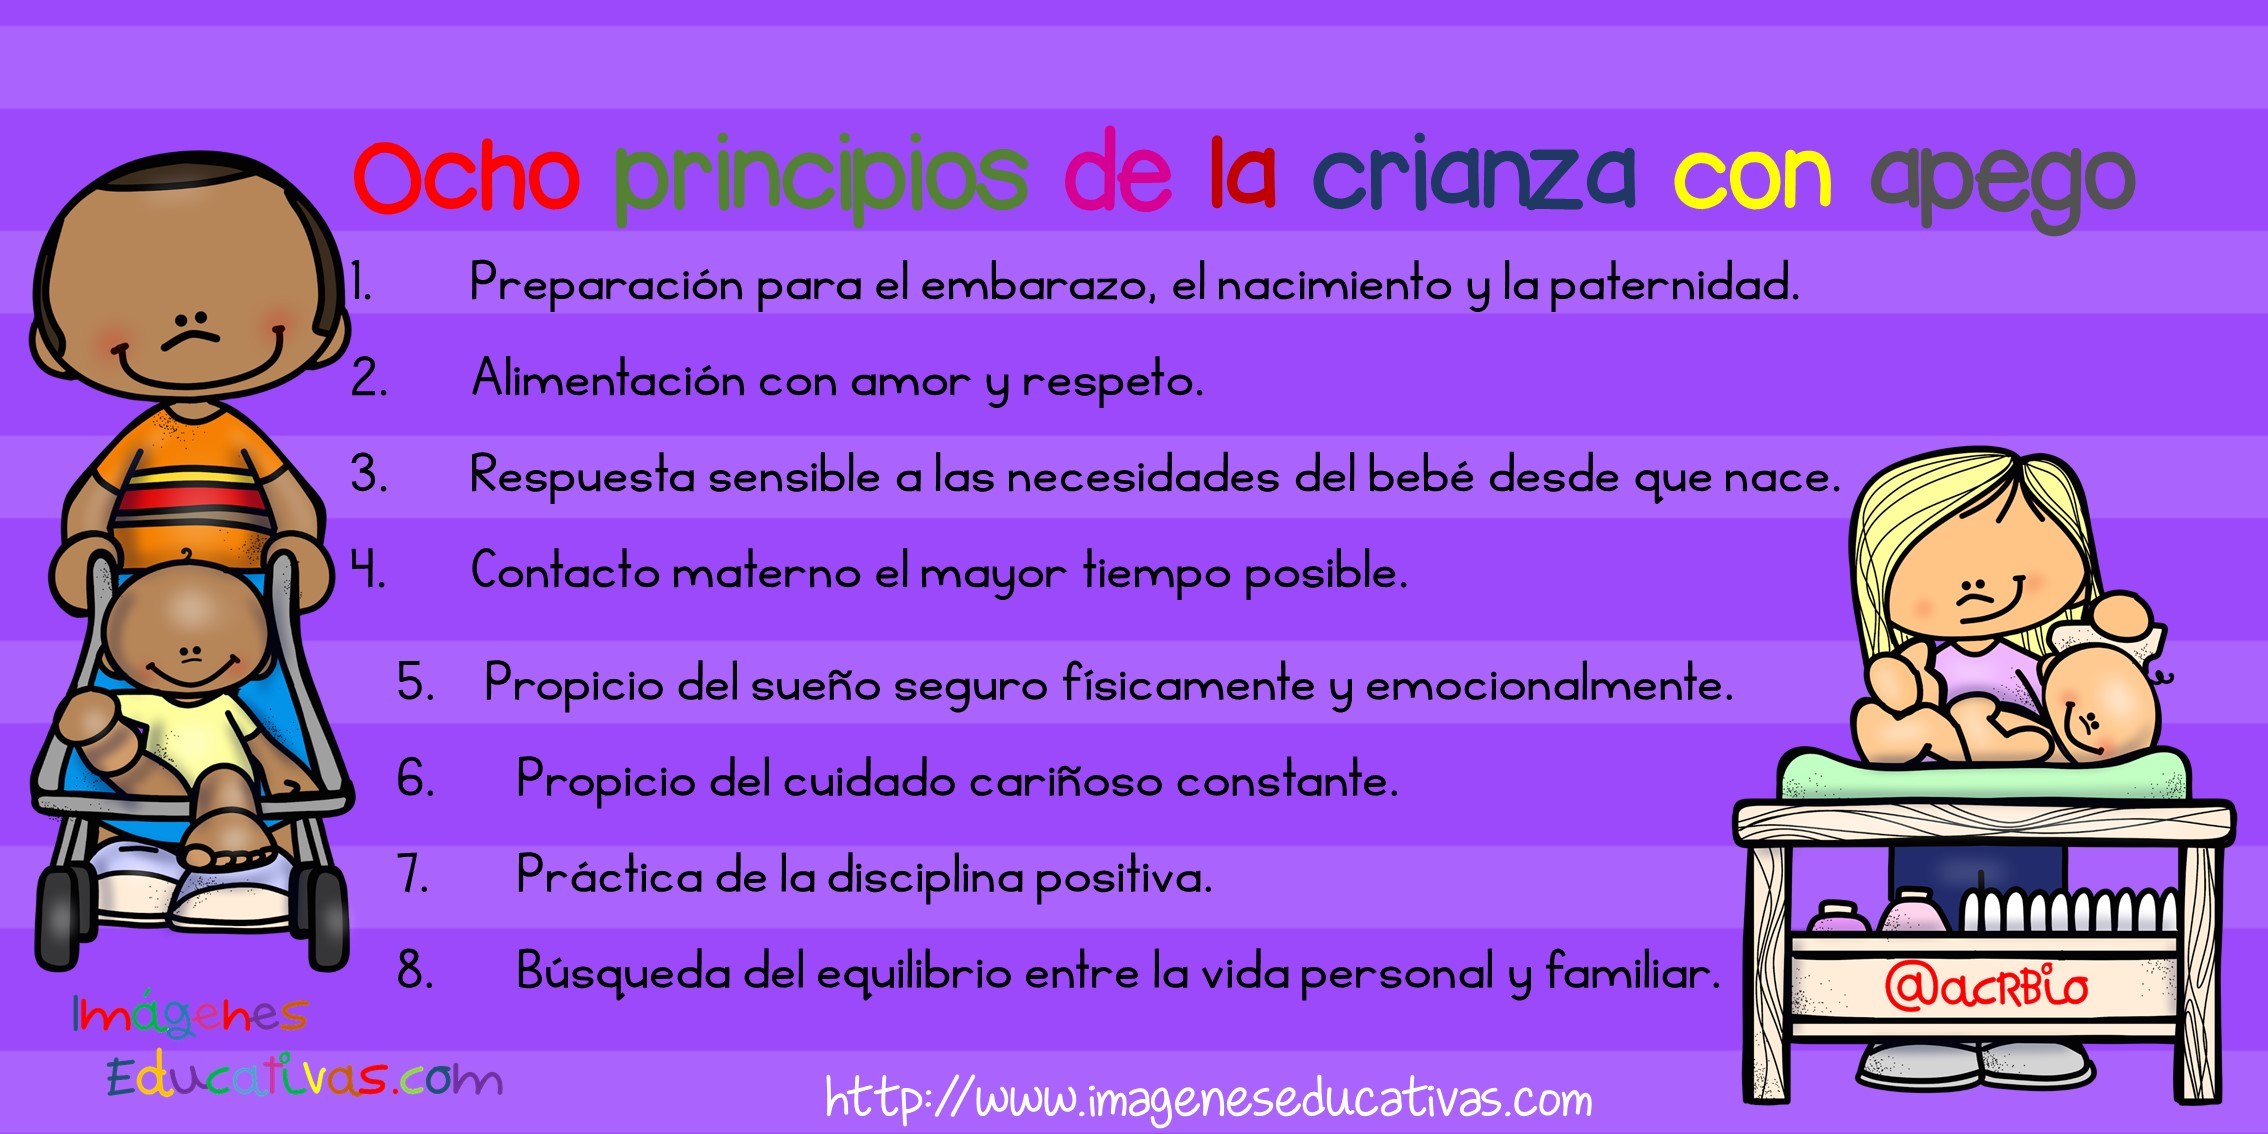 Ocho principios de la crianza con apego
1. Preparación para el embarazo, el nacimiento y la paternidad.
2. Alimentación con amor y respeto.
3. Respuesta sensible a las necesidades del bebé desde que nace.
4. Contacto materno el mayor tiempo posible.
5. Propicio del sueño seguro físicamente y emocionalmente.
6. Propicio del cuidado cariñoso constante.
7. Práctica de la disciplina positiva.
8. Búsqueda del equilibrio entre la vida personal y familiar.
@acRBio
Imágenes
Educativas.com
http://www.imageneseducativas.com